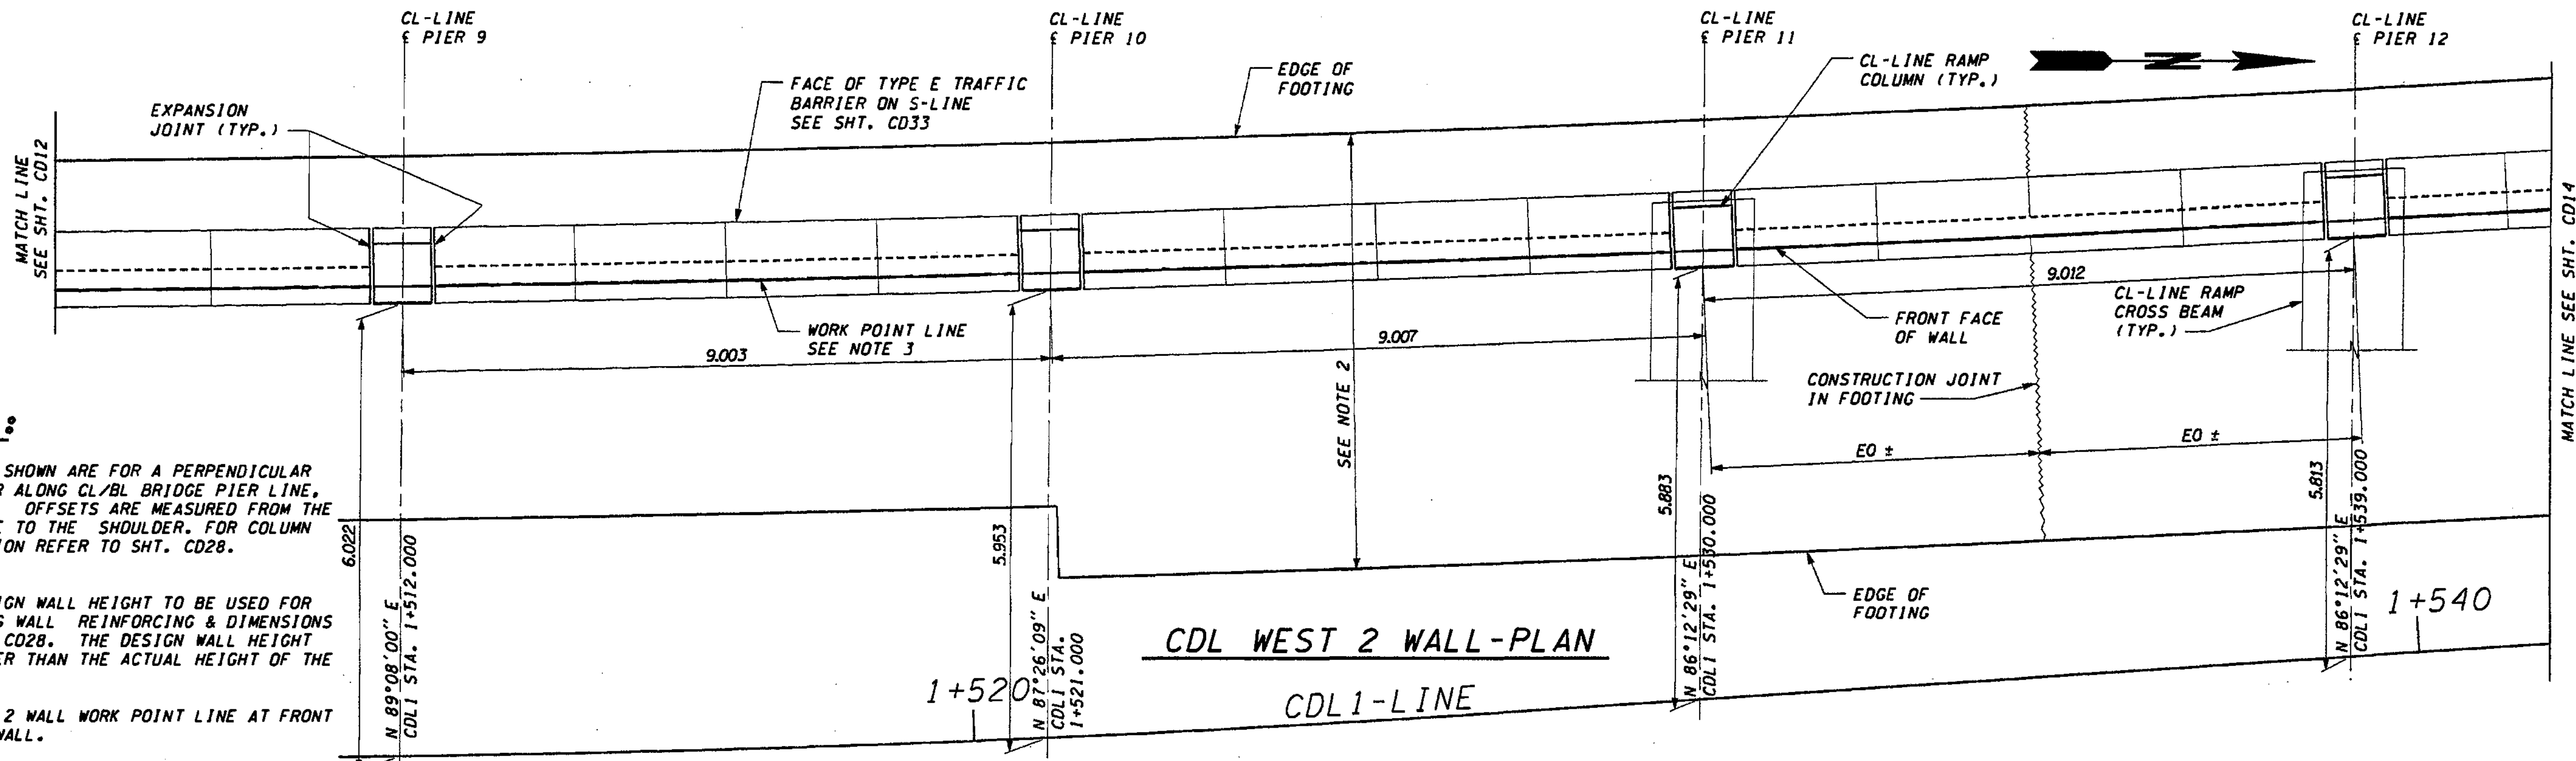 CL-LINE
℄ PIER 9
CL-LINE
℄ PIER 10
CL-LINE
℄ PIER 11
CL-LINE
℄ PIER 12
N
EXPANSION
JOINT (TYP.)
FACE OF TYPE E TRAFFIC
BARRIER ON S-LINE
SEE SHT. CD33
EDGE OF
FOOTING
CL-LINE RAMP
COLUMN (TYP.)
MATCH LINE
SEE SHT. CD12
MATCH LINE SEE SHT. CD14
WORK POINT LINE
SEE NOTE 3
9.003
9.007
9.012
FRONT FACE
OF WALL
CL-LINE RAMP
CROSS BEAM
(TYP.)
CONSTRUCTION JOINT
IN FOOTING
SEE NOTE 2
EQ ±
EQ ±
6.022
5.953
5.883
5.813
SHOWN ARE FOR A PERPENDICULAR
R ALONG CL/BL BRIDGE PIER LINE.
OFFSETS ARE MEASURED FROM THE
E TO THE SHOULDER. FOR COLUMN
ION REFER TO SHT. CD28.
IGN WALL HEIGHT TO BE USED FOR
G WALL REINFORCING & DIMENSIONS
CD28. THE DESIGN WALL HEIGHT
ER THAN THE ACTUAL HEIGHT OF THE
2 WALL WORK POINT LINE AT FRONT
WALL.
N 89°08'00" E
CDL1 STA. 1+512.000
N 87°26'09" E
CDL1 STA.
1+521.000
N 86°12'29" E
CDL1 STA. 1+530.000
N 86°12'29" E
CDL1 STA. 1+539.000
EDGE OF
FOOTING
1+520
1+540
CDL WEST 2 WALL-PLAN
CDL1-LINE